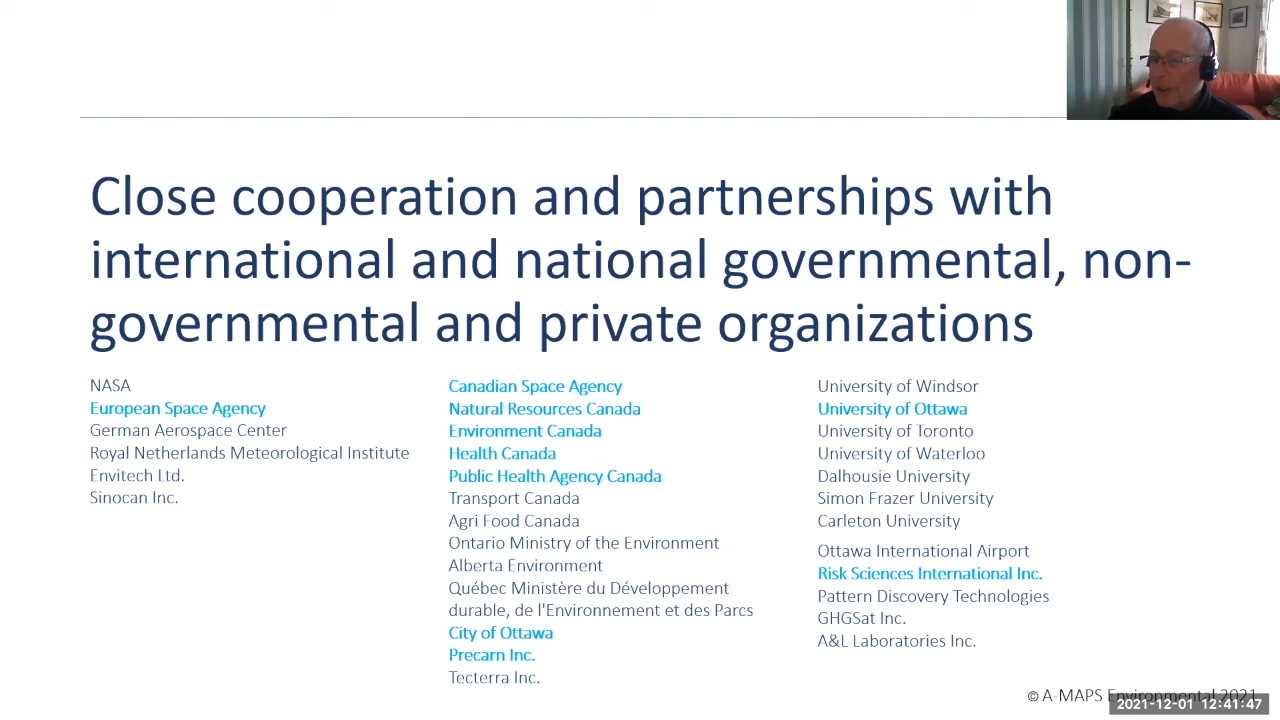 Close cooperation and partnerships with
international and national governmental, non-
governmental and private organizations
NASA
European Space Agency
German Aerospace Center
Royal Netherlands Meteorological Institute
Envitech Ltd.
Sinocan Inc.
Canadian Space Agency
Natural Resources Canada
Environment Canada
Health Canada
Public Health Agency Canada
Transport Canada
Agri Food Canada
Ontario Ministry of the Environment
Alberta Environment
Québec Ministère du Développement
durable, de l'Environnement et des Parcs
City of Ottawa
Precarn Inc.
Tecterra Inc.
University of Windsor
University of Ottawa
University of Toronto
University of Waterloo
Dalhousie University
Simon Frazer University
Carleton University
Ottawa International Airport
Risk Sciences International Inc.
Pattern Discovery Technologies
GHGSat Inc.
A&L Laboratories Inc.
© A-MAPS Environmental 2021
2021-12-01 12:41:47